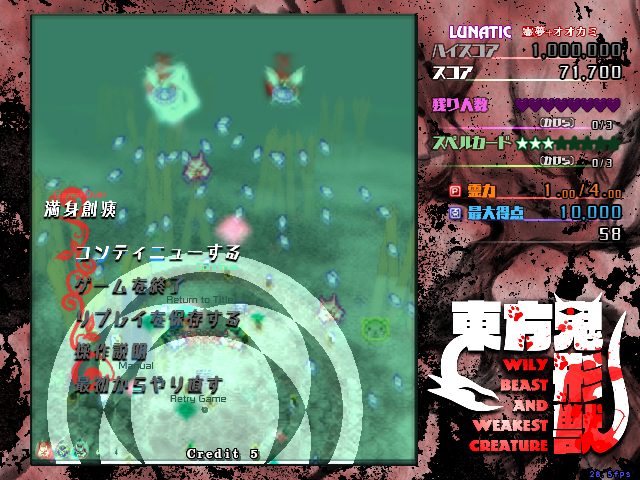 LUNATIC 霊夢+オオカミ
ハイスコア 1,000,000
スコア 71,700
残り人数
(かけら) 0/3
スペルカード
(かけら) 0/3
P 霊力 1.00/4.00
最大得点 10,000
58
満身創痍
コンティニューする
ゲームを終了
Return to Title
リプレイを保存する
操作説明
Manual
最初からやり直す
Retry Game
Credit 5
東方鬼形獣
WILY
BEAST
AND
WEAKEST
CREATURE